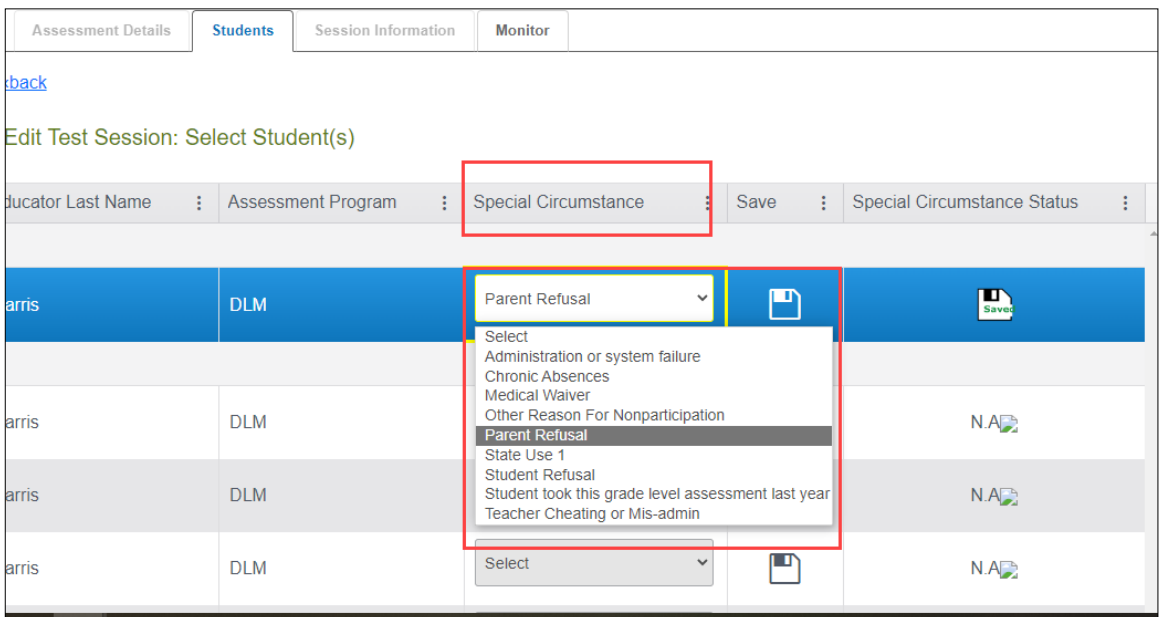 Assessment Details Students Session Information Monitor
‹back
Edit Test Session: Select Student(s)
ducator Last Name Assessment Program Special Circumstance Save Special Circumstance Status
arris DLM Parent Refusal Saved
Select
Administration or system failure
Chronic Absences
Medical Waiver
Other Reason For Nonparticipation
Parent Refusal
State Use 1
Student Refusal
Student took this grade level assessment last year
Teacher Cheating or Mis-admin
arris DLM N.A
arris DLM N.A
arris DLM Select N.A